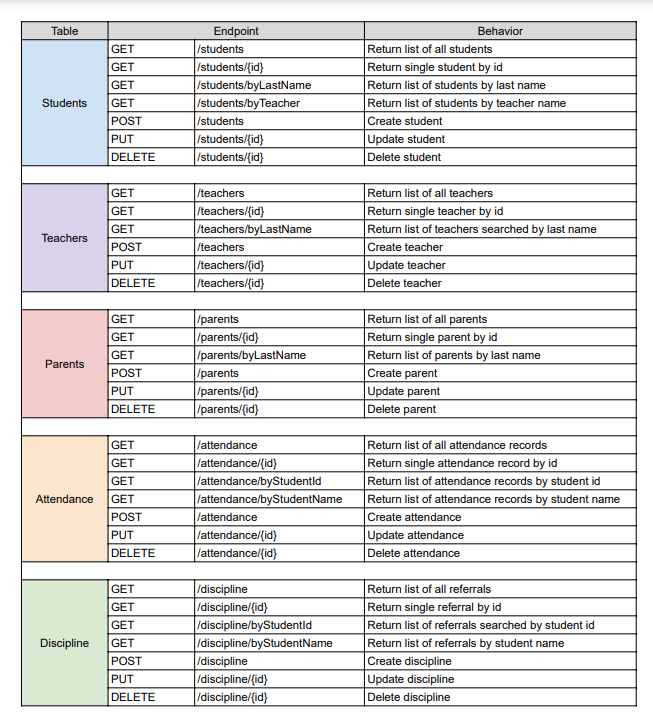 Table Endpoint Behavior
Students
GET /students Return list of all students
GET /students/{id} Return single student by id
GET /students/byLastName Return list of students by last name
GET /students/byTeacher Return list of students by teacher name
POST /students Create student
PUT /students/{id} Update student
DELETE /students/{id} Delete student
Teachers
GET /teachers Return list of all teachers
GET /teachers/{id} Return single teacher by id
GET /teachers/byLastName Return list of teachers searched by last name
POST /teachers Create teacher
PUT /teachers/{id} Update teacher
DELETE /teachers/{id} Delete teacher
Parents
GET /parents Return list of all parents
GET /parents/{id} Return single parent by id
GET /parents/byLastName Return list of parents by last name
POST /parents Create parent
PUT /parents/{id} Update parent
DELETE /parents/{id} Delete parent
Attendance
GET /attendance Return list of all attendance records
GET /attendance/{id} Return single attendance record by id
GET /attendance/byStudentId Return list of attendance records by student id
GET /attendance/byStudentName Return list of attendance records by student name
POST /attendance Create attendance
PUT /attendance/{id} Update attendance
DELETE /attendance/{id} Delete attendance
Discipline
GET /discipline Return list of all referrals
GET /discipline/{id} Return single referral by id
GET /discipline/byStudentId Return list of referrals searched by student id
GET /discipline/byStudentName Return list of referrals by student name
POST /discipline Create discipline
PUT /discipline/{id} Update discipline
DELETE /discipline/{id} Delete discipline